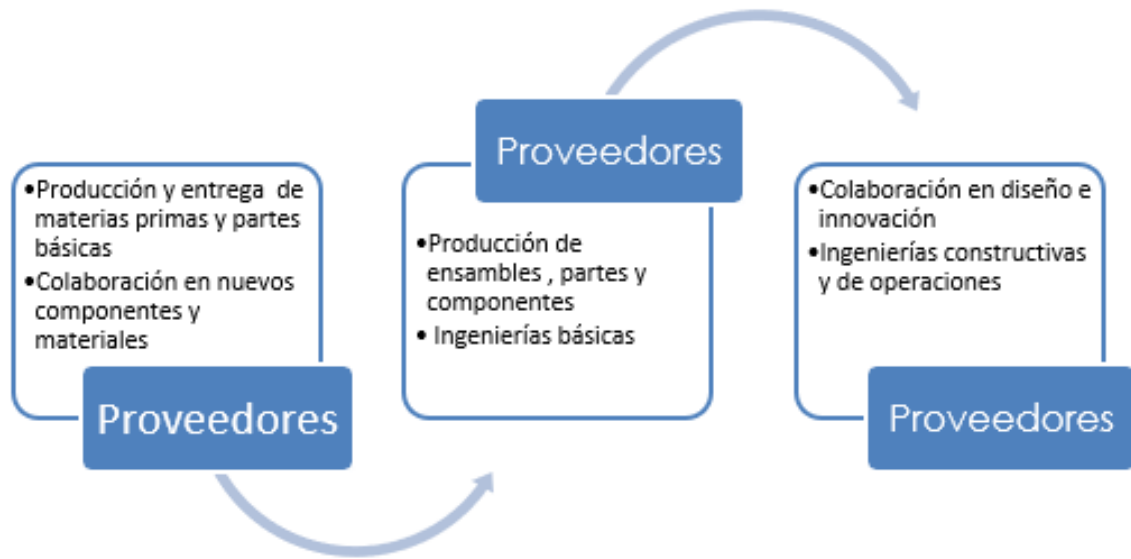 •Producción y entrega de
materias primas y partes
básicas
•Colaboración en nuevos
componentes y
materiales
Proveedores
Proveedores
•Producción de
ensambles , partes y
componentes
• Ingenierías básicas
•Colaboración en diseño e
innovación
•Ingenierías constructivas
y de operaciones
Proveedores